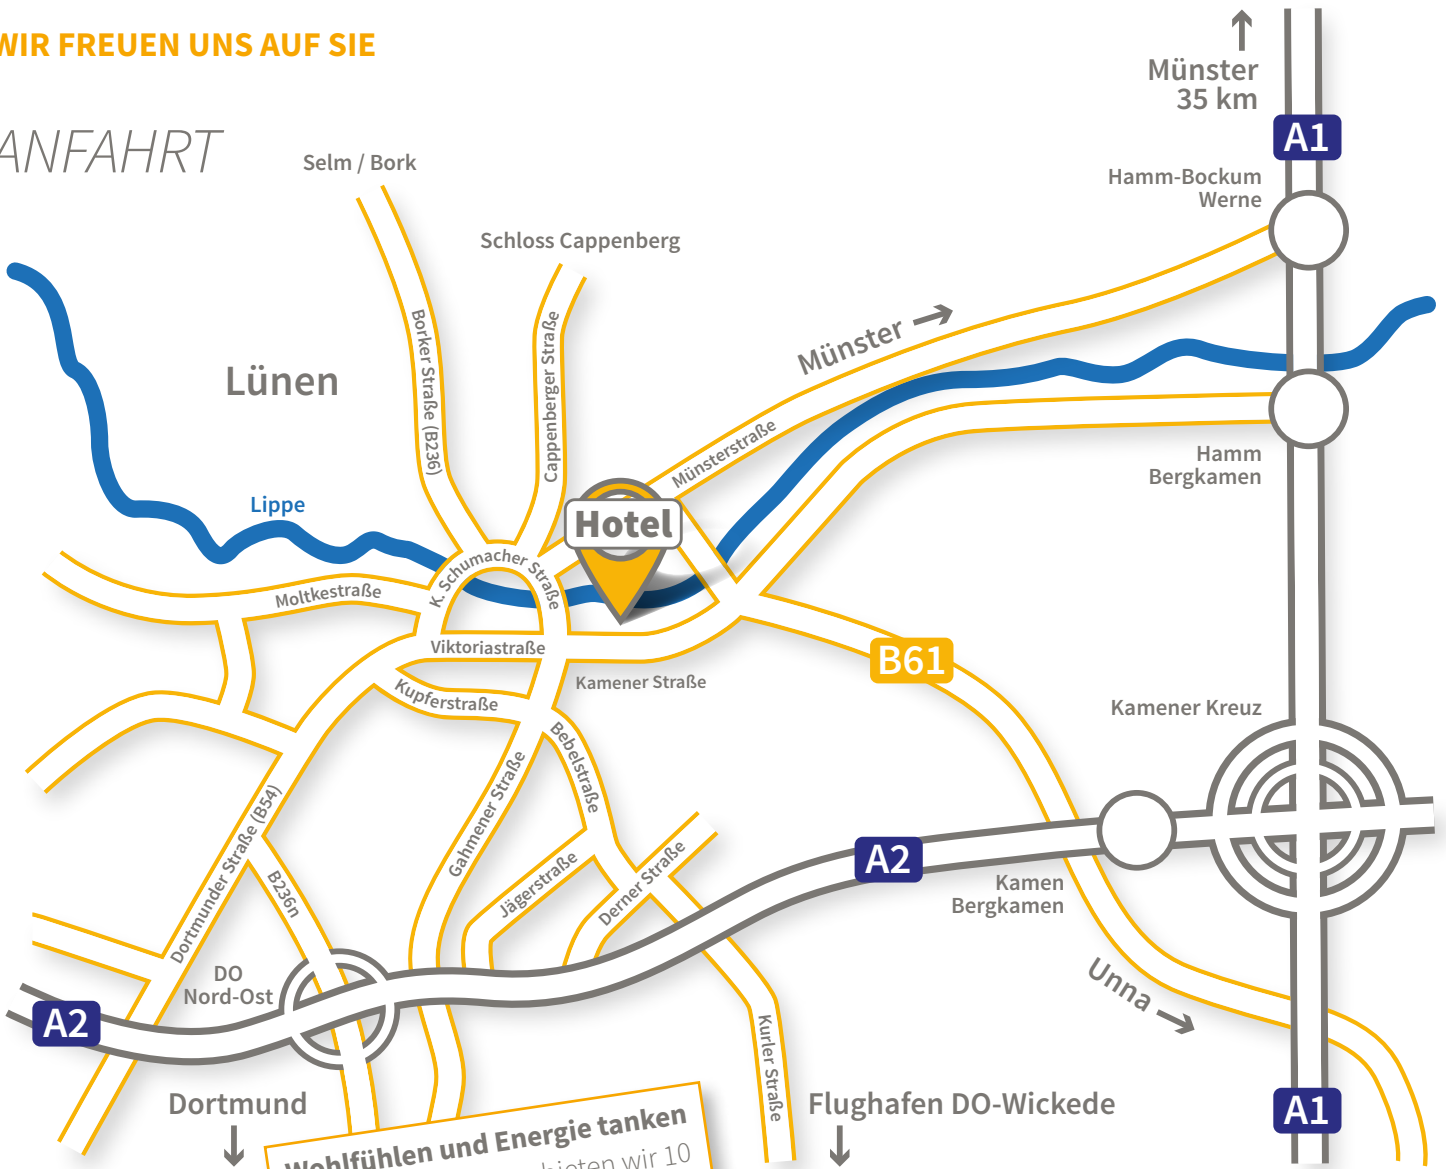 WIR FREUEN UNS AUF SIE
ANFAHRT
Münster
35 km
A1
Selm / Bork
Hamm-Bockum
Werne
Schloss Cappenberg
Borker Straße (B236)
Cappenberger Straße
Münster
Lünen
Münsterstraße
Hamm
Bergkamen
Lippe
Hotel
K. Schumacher Straße
Moltkestraße
Viktoriastraße
B61
Kamener Straße
Kupferstraße
Kamener Kreuz
Bebelstraße
Gahmener Straße
Dortmunder Straße (B54)
A2
B236n
Jägerstraße
Derner Straße
Kamen
Bergkamen
DO
Nord-Ost
Unna
A2
Kurler Straße
Dortmund
Flughafen DO-Wickede
A1
Wohlfühlen und Energie tanken
bieten wir 10